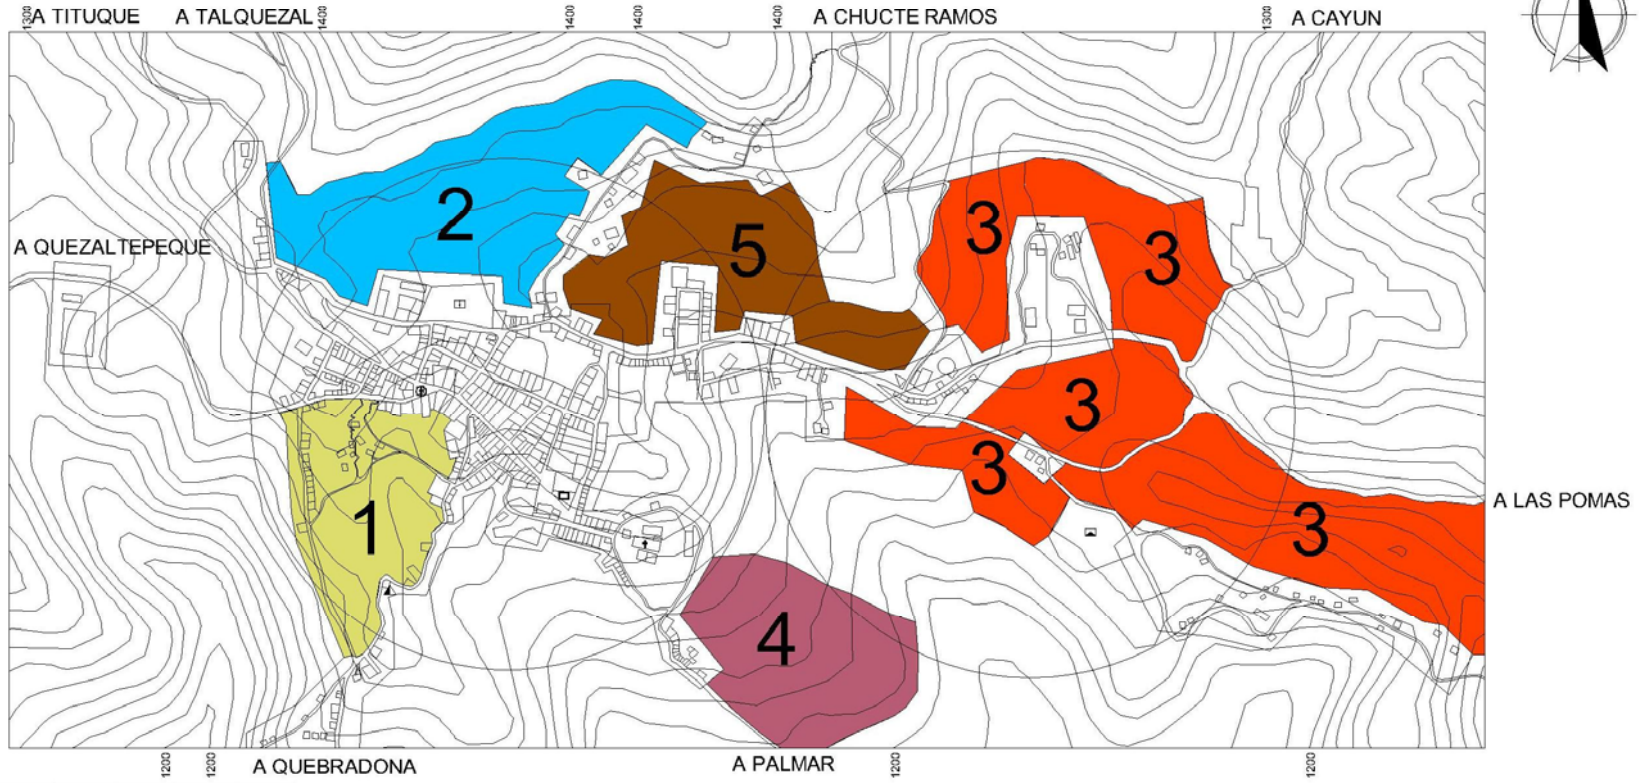 1300
A TITUQUE
A TALQUEZAL
1400
1400
1400
A CHUCTE RAMOS
1400
1300
A CAYUN
A QUEZALTEPEQUE
2
5
3
3
3
3
3
1
4
A LAS POMAS
1200
1200
A QUEBRADONA
A PALMAR
1200
1200